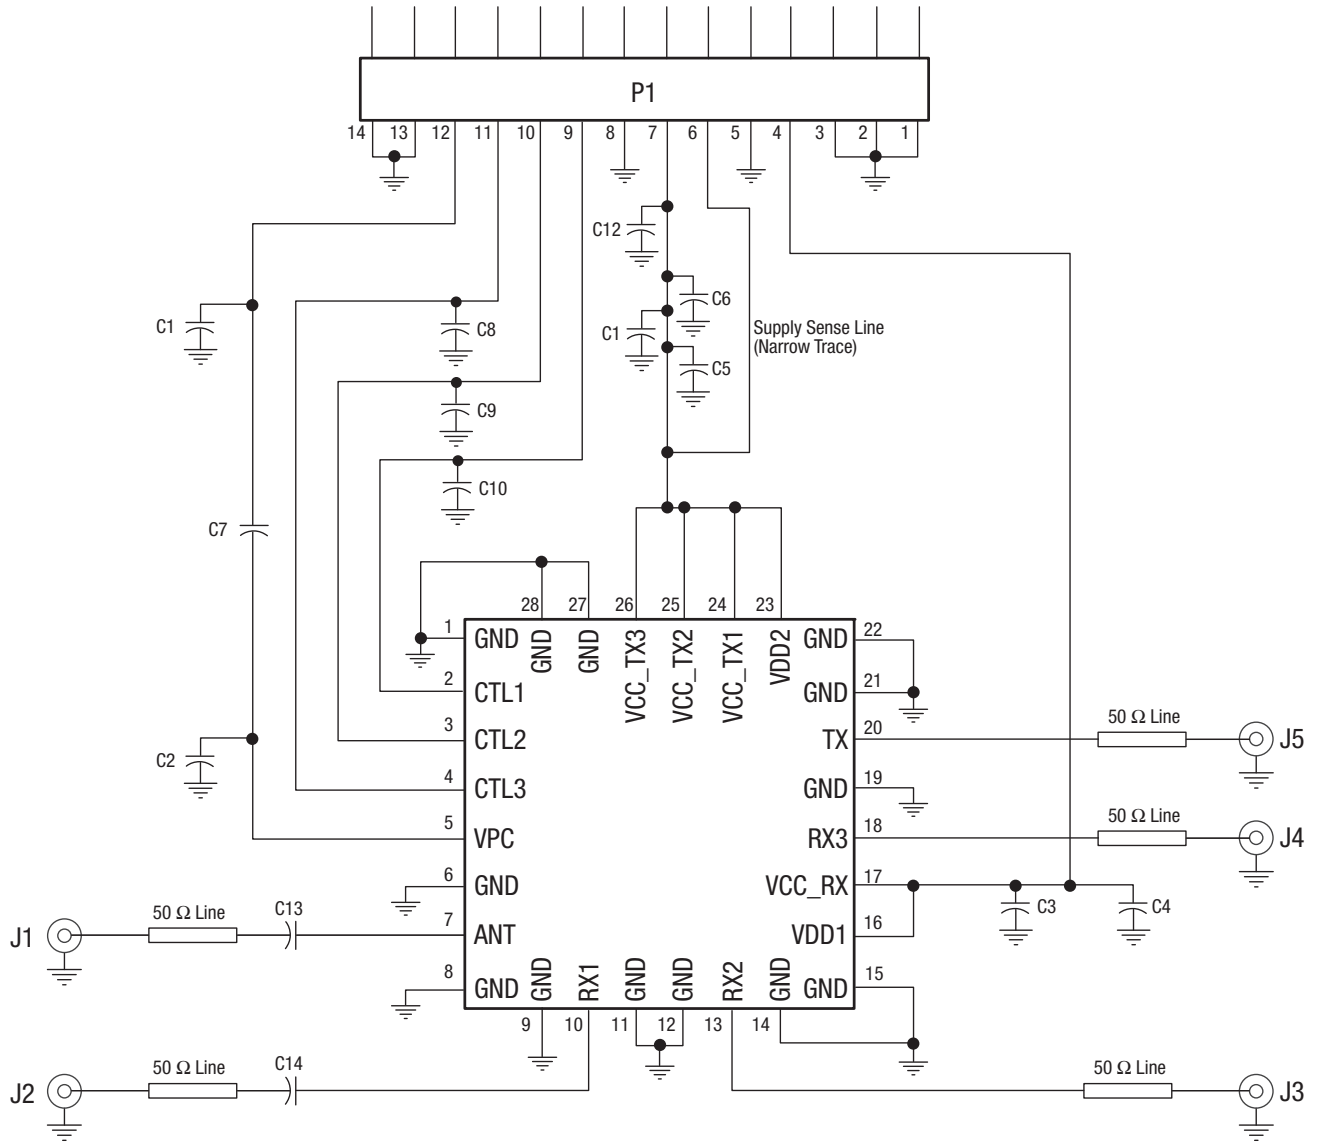 P1
14 13 12 11 10 9 8 7 6 5 4 3 2 1
C12
C6
C1 C8 C1 Supply Sense Line
(Narrow Trace)
C5
C9
C10
C7
28 27 26 25 24 23
1 GND GND GND VCC_TX3 VCC_TX2 VCC_TX1 VDD2 GND 22
2 CTL1 GND 21
50 Ω Line
3 CTL2 TX 20 J5
C2
4 CTL3 GND 19
50 Ω Line
5 VPC RX3 18 J4
6 GND VCC_RX 17
C3 C4
50 Ω Line C13
J1 7 ANT VDD1 16
8 GND GND RX1 GND GND RX2 GND GND 15
9 10 11 12 13 14
50 Ω Line C14 50 Ω Line
J2 J3